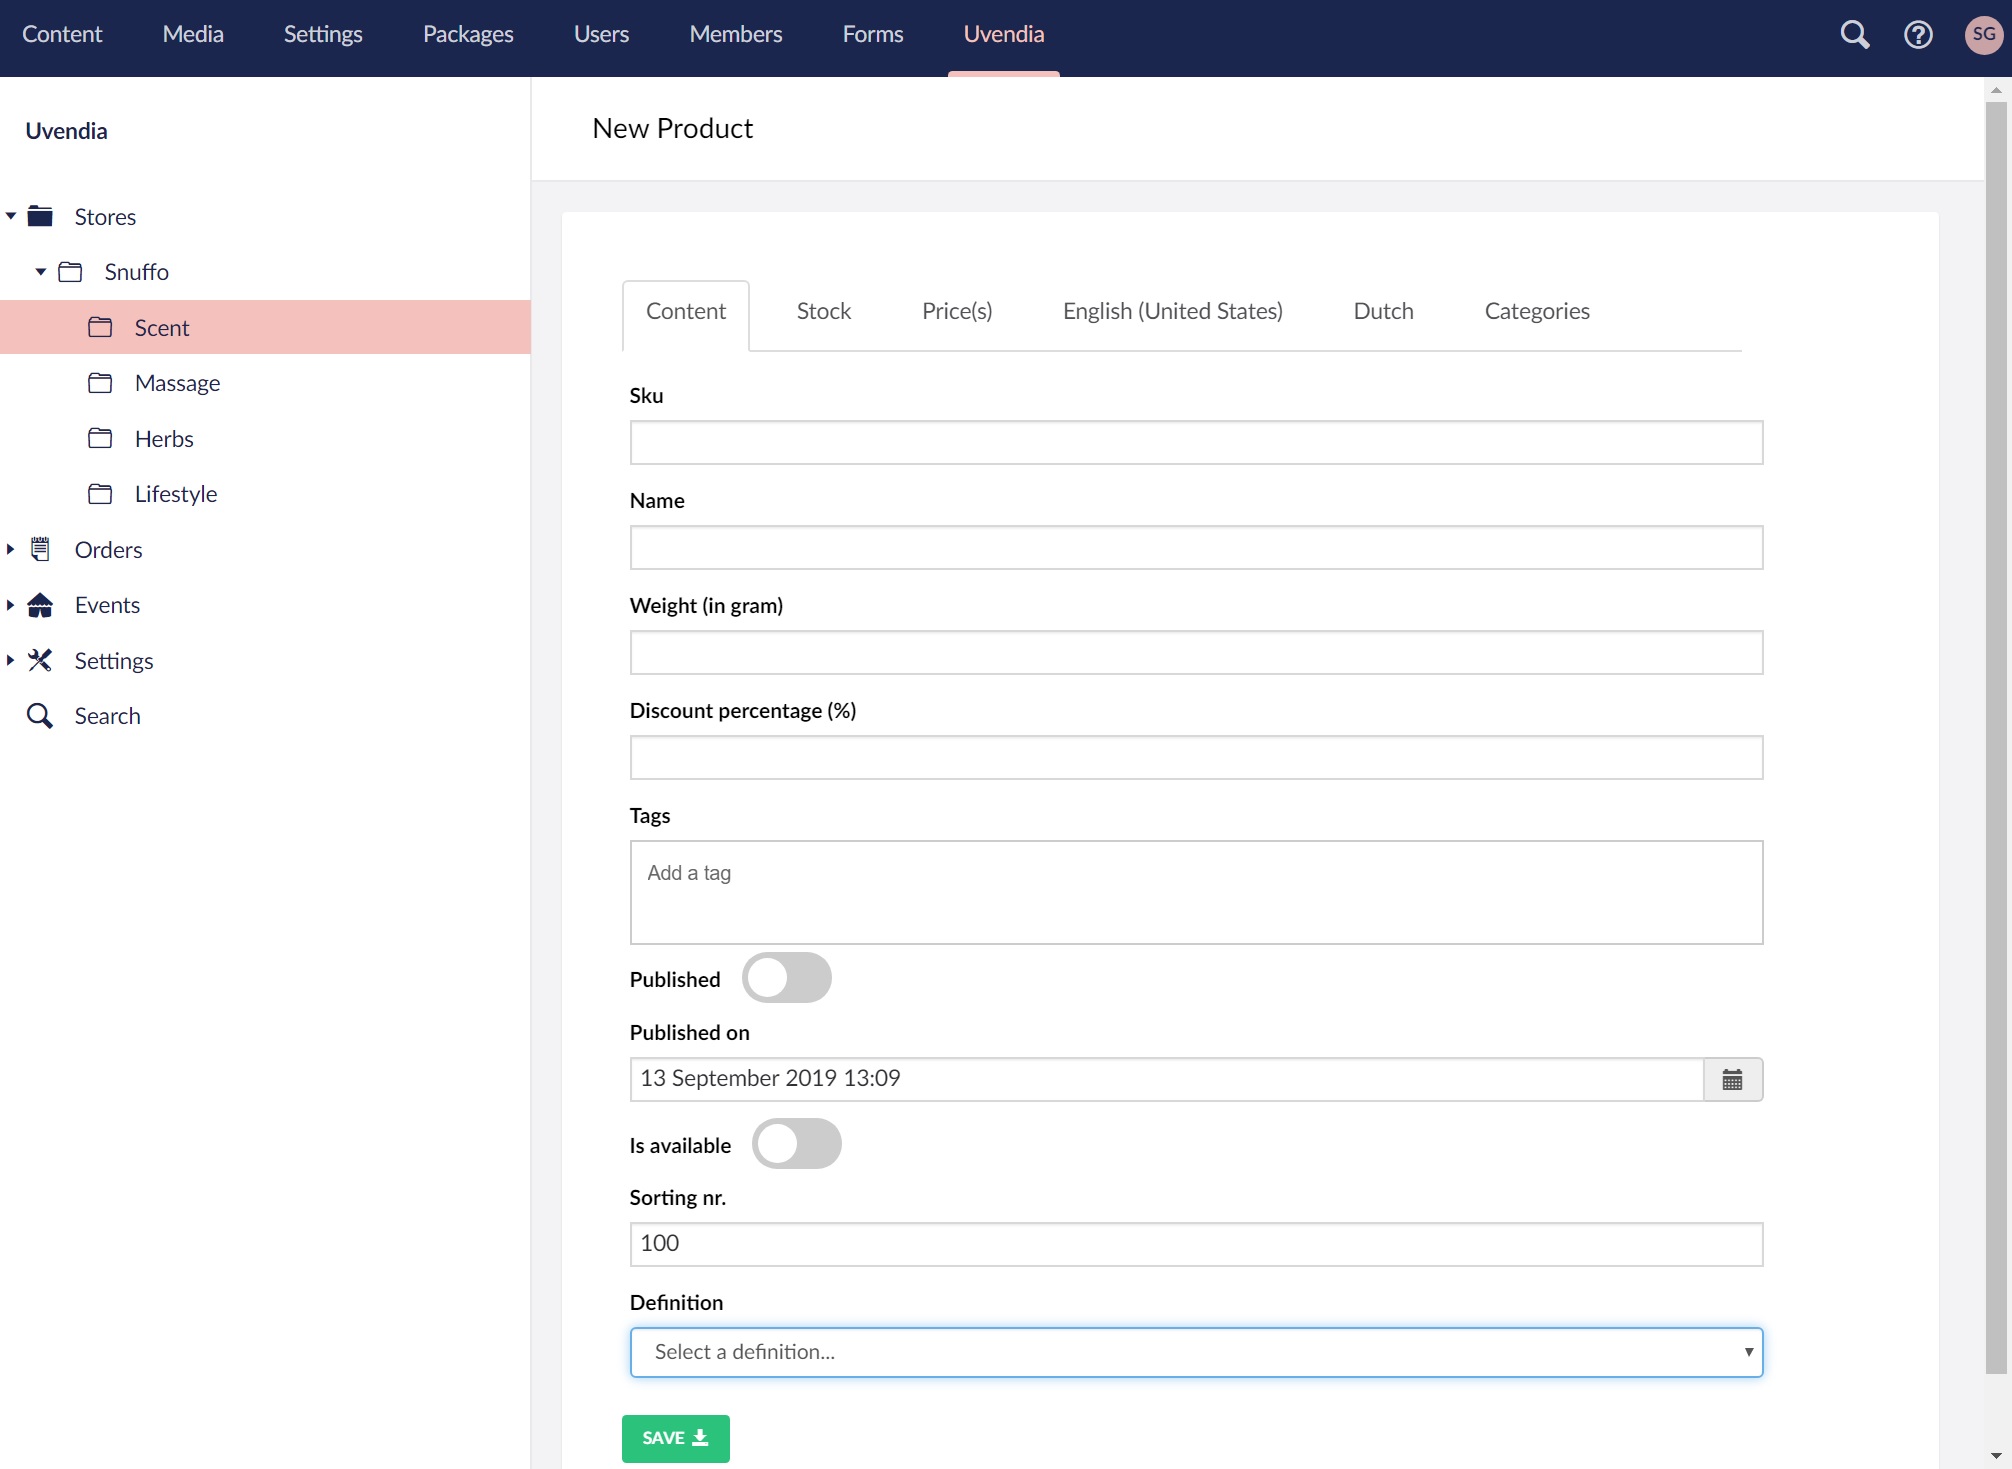 Content Media Settings Packages Users Members Forms Uvendia SG
Uvendia
Stores
Snuffo
Scent
Massage
Herbs
Lifestyle
Orders
Events
Settings
Search
New Product
Content Stock Price(s) English (United States) Dutch Categories
Sku
Name
Weight (in gram)
Discount percentage (%)
Tags
Add a tag
Published
Published on
13 September 2019 13:09
Is available
Sorting nr.
100
Definition
Select a definition...
SAVE